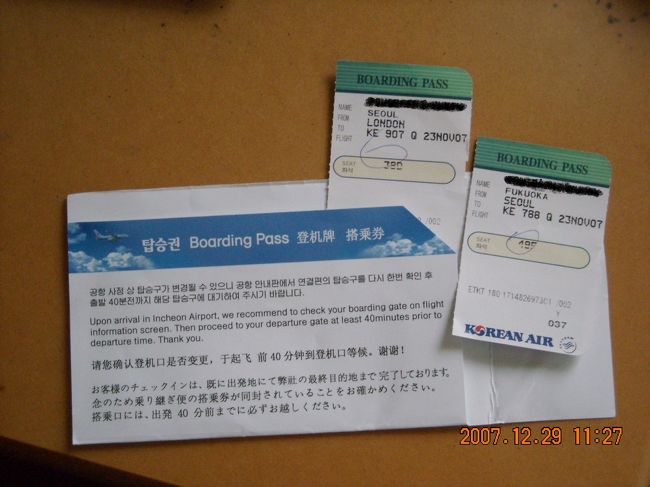 BOARDING PASS
NAME
FROM SEOUL
TO LONDON
FLIGHT KE 907 Q 23NOV07
SEAT 38D
좌석
/002
BOARDING PASS
NAME
FROM FUKUOKA
TO SEOUL
FLIGHT KE 788 Q 23NOV07
SEAT
좌석
/002
Y
037
KOREAN AIR
탑승권 Boarding Pass 登机牌 搭乗券
공항 사정 상 탑승구가 변경될 수 있으니 공항 안내판에서 연결편의 탑승구를 다시 한번 확인 후
출발 40분전까지 해당 탑승구에 대기하여 주시기 바랍니다.
Upon arrival in Incheon Airport, we recommend to check your boarding gate on flight
information screen. Then proceed to your departure gate at least 40minutes prior to
departure time. Thank you.
请您确认登机口是否变更，于起飞 前 40 分钟到登机口等候。谢谢!
お客様のチェックインは、既に出発地にて弊社の最終目的地まで 完了しております。
念のため乗り継ぎ便の搭乗券が同封されていることをお確かめください。
搭乗口には、出発 40 分前までに必ずお越しください。
2007.12.29 11:27